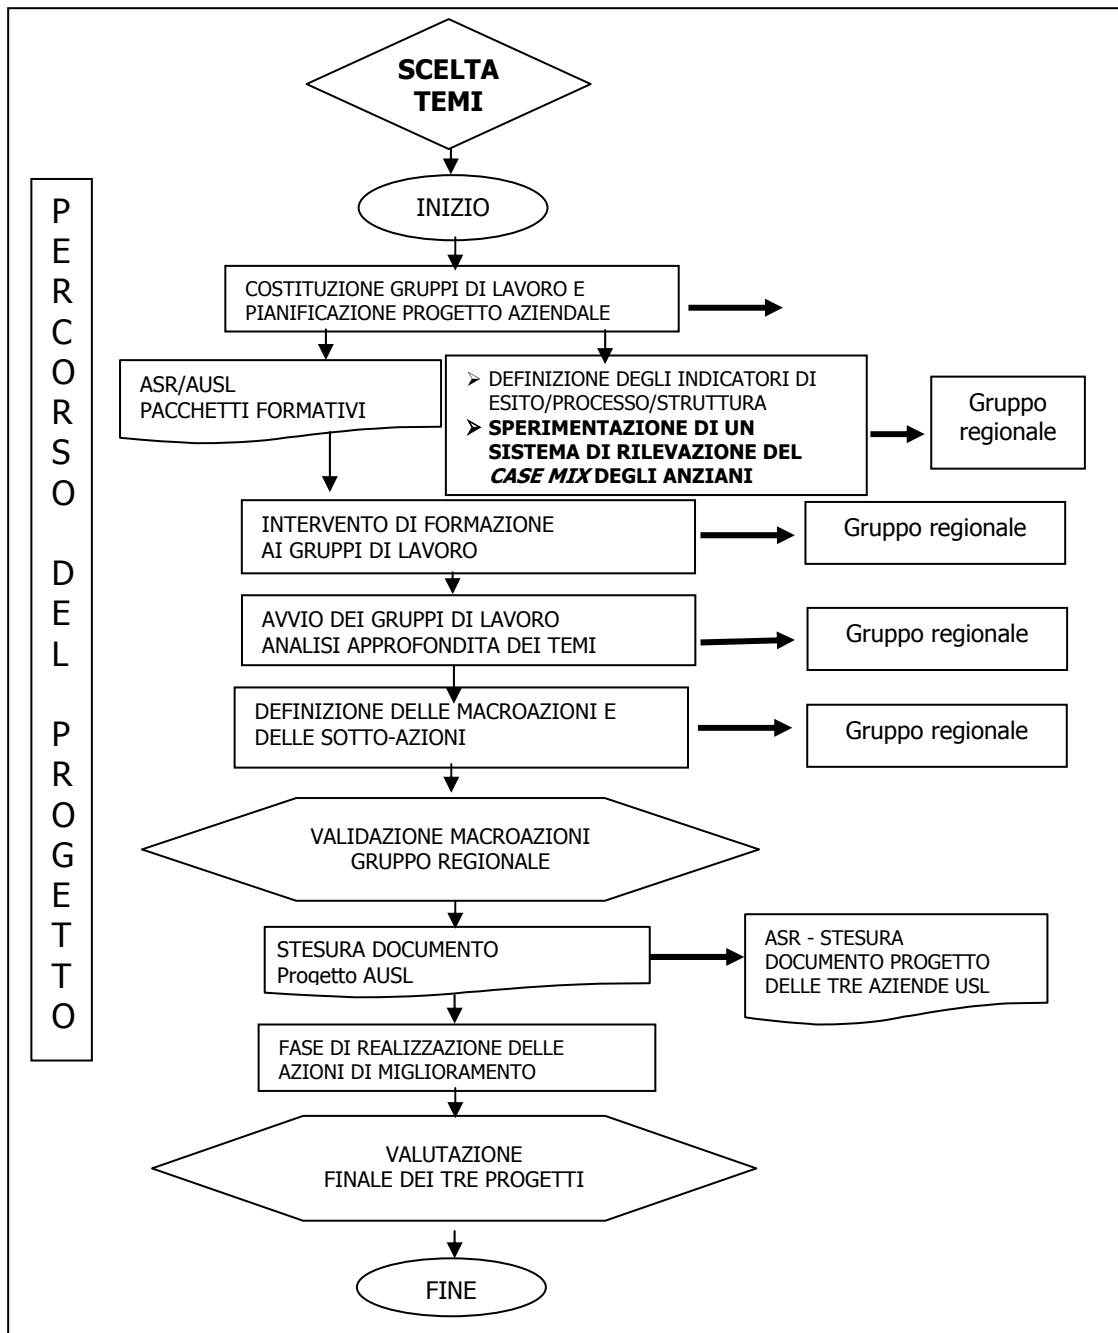 SCELTA
TEMI
INIZIO
PERCORSO DEL PROGETTO
COSTITUZIONE GRUPPI DI LAVORO E
PIANIFICAZIONE PROGETTO AZIENDALE
ASR/AUSL
PACCHETTI FORMATIVI
➢ DEFINIZIONE DEGLI INDICATORI DI
ESITO/PROCESSO/STRUTTURA
➢ SPERIMENTAZIONE DI UN
SISTEMA DI RILEVAZIONE DEL
CASE MIX DEGLI ANZIANI
Gruppo
regionale
INTERVENTO DI FORMAZIONE
AI GRUPPI DI LAVORO
Gruppo regionale
AVVIO DEI GRUPPI DI LAVORO
ANALISI APPROFONDITA DEI TEMI
Gruppo regionale
DEFINIZIONE DELLE MACROAZIONI E
DELLE SOTTO-AZIONI
Gruppo regionale
VALIDAZIONE MACROAZIONI
GRUPPO REGIONALE
STESURA DOCUMENTO
Progetto AUSL
ASR - STESURA
DOCUMENTO PROGETTO
DELLE TRE AZIENDE USL
FASE DI REALIZZAZIONE DELLE
AZIONI DI MIGLIORAMENTO
VALUTAZIONE
FINALE DEI TRE PROGETTI
FINE